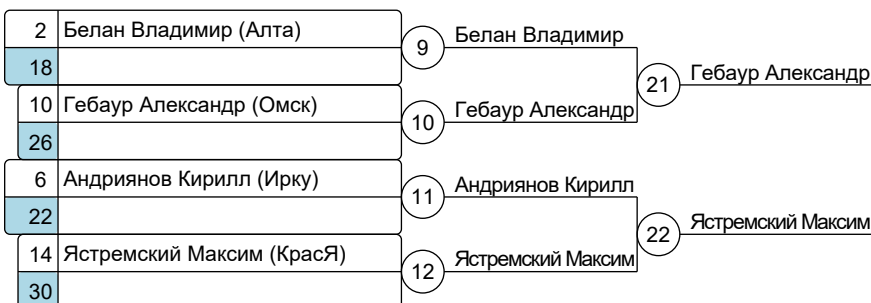 2 Белан Владимир (Алта)
18
9 Белан Владимир
10 Гебаур Александр (Омск)
26
10 Гебаур Александр
21 Гебаур Александр
6 Андриянов Кирилл (Ирку)
22
11 Андриянов Кирилл
14 Ястремский Максим (КрасЯ)
30
12 Ястремский Максим
22 Ястремский Максим